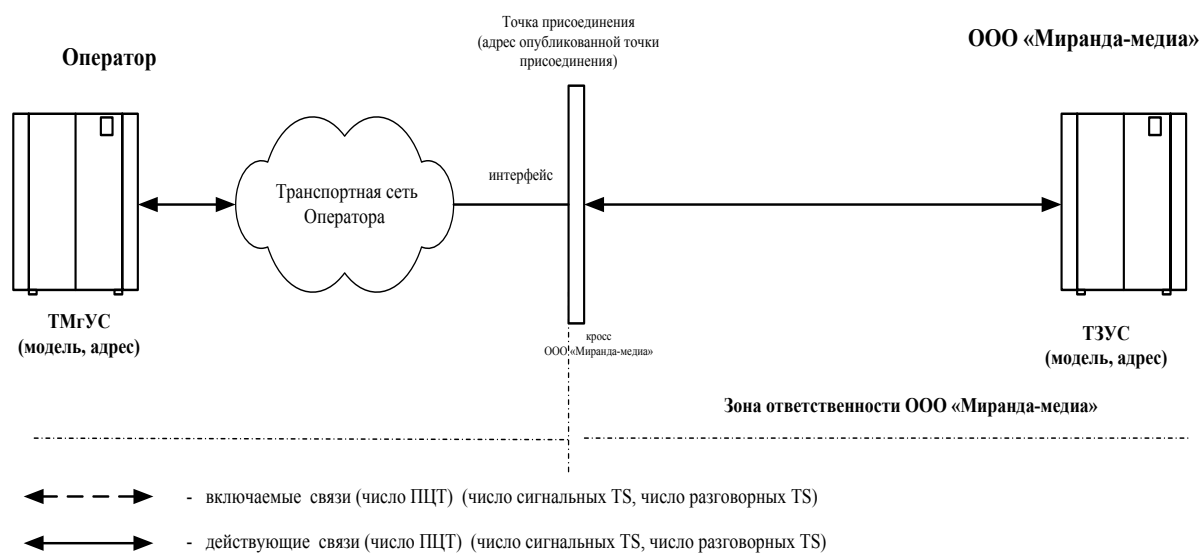 Точка присоединения
(адрес опубликованной точки
присоединения)
Оператор
ООО «Миранда-медиа»
интерфейс
Транспортная сеть
Оператора
ТМгУС
(модель, адрес)
кросс
ООО «Миранда-медиа»
ТЗУС
(модель, адрес)
Зона ответственности ООО «Миранда-медиа»
- включаемые связи (число ПЦТ) (число сигнальных TS, число разговорных TS)
- действующие связи (число ПЦТ) (число сигнальных TS, число разговорных TS)